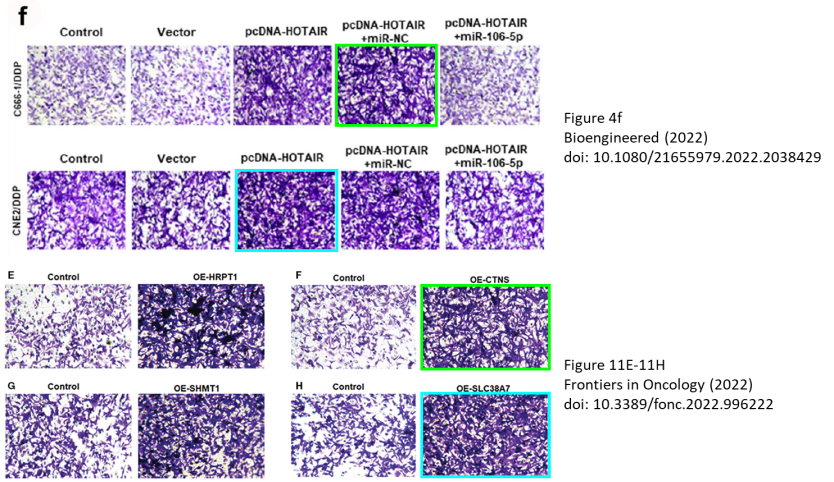 f
Control Vector pcDNA-HOTAIR pcDNA-HOTAIR +miR-NC pcDNA-HOTAIR +miR-106-5p
C666-1/DDP
Control Vector pcDNA-HOTAIR pcDNA-HOTAIR +miR-NC pcDNA-HOTAIR +miR-106-5p
CNE2/DDP
Figure 4f
Bioengineered (2022)
doi: 10.1080/21655979.2022.2038429
E Control OE-HRPT1 F Control OE-CTNS
G Control OE-SHMT1 H Control OE-SLC38A7
Figure 11E-11H
Frontiers in Oncology (2022)
doi: 10.3389/fonc.2022.996222